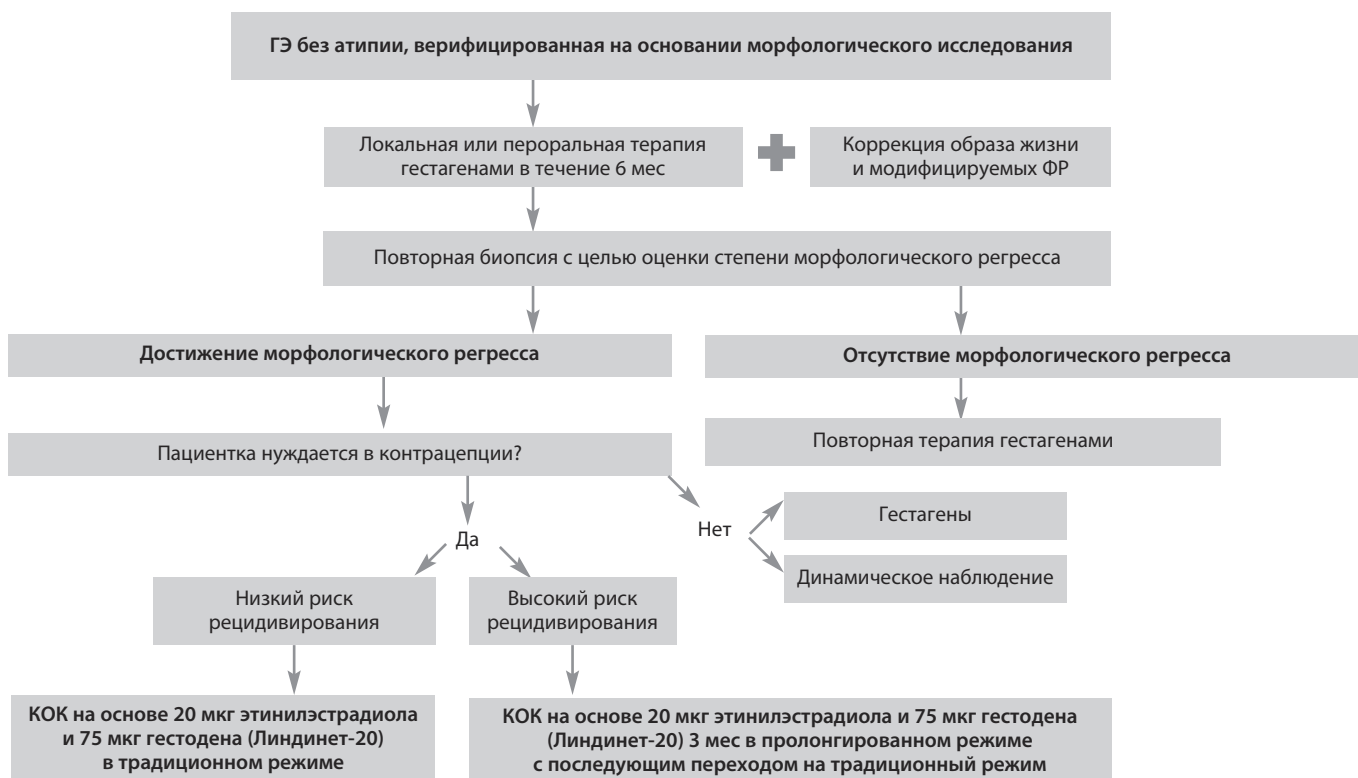 ГЭ без атипии, верифицированная на основании морфологического исследования
Локальная или пероральная терапия
гестагенами в течение 6 мес
Коррекция образа жизни
и модифицируемых ФР
Повторная биопсия с целью оценки степени морфологического регресса
Достижение морфологического регресса
Отсутствие морфологического регресса
Пациентка нуждается в контрацепции?
Повторная терапия гестагенами
Да
Нет
Гестагены
Динамическое наблюдение
Низкий риск
рецидивирования
Высокий риск
рецидивирования
КОК на основе 20 мкг этинилэстрадиола
и 75 мкг гестодена (Линдинет-20)
в традиционном режиме
КОК на основе 20 мкг этинилэстрадиола и 75 мкг гестодена
(Линдинет-20) 3 мес в пролонгированном режиме
с последующим переходом на традиционный режим